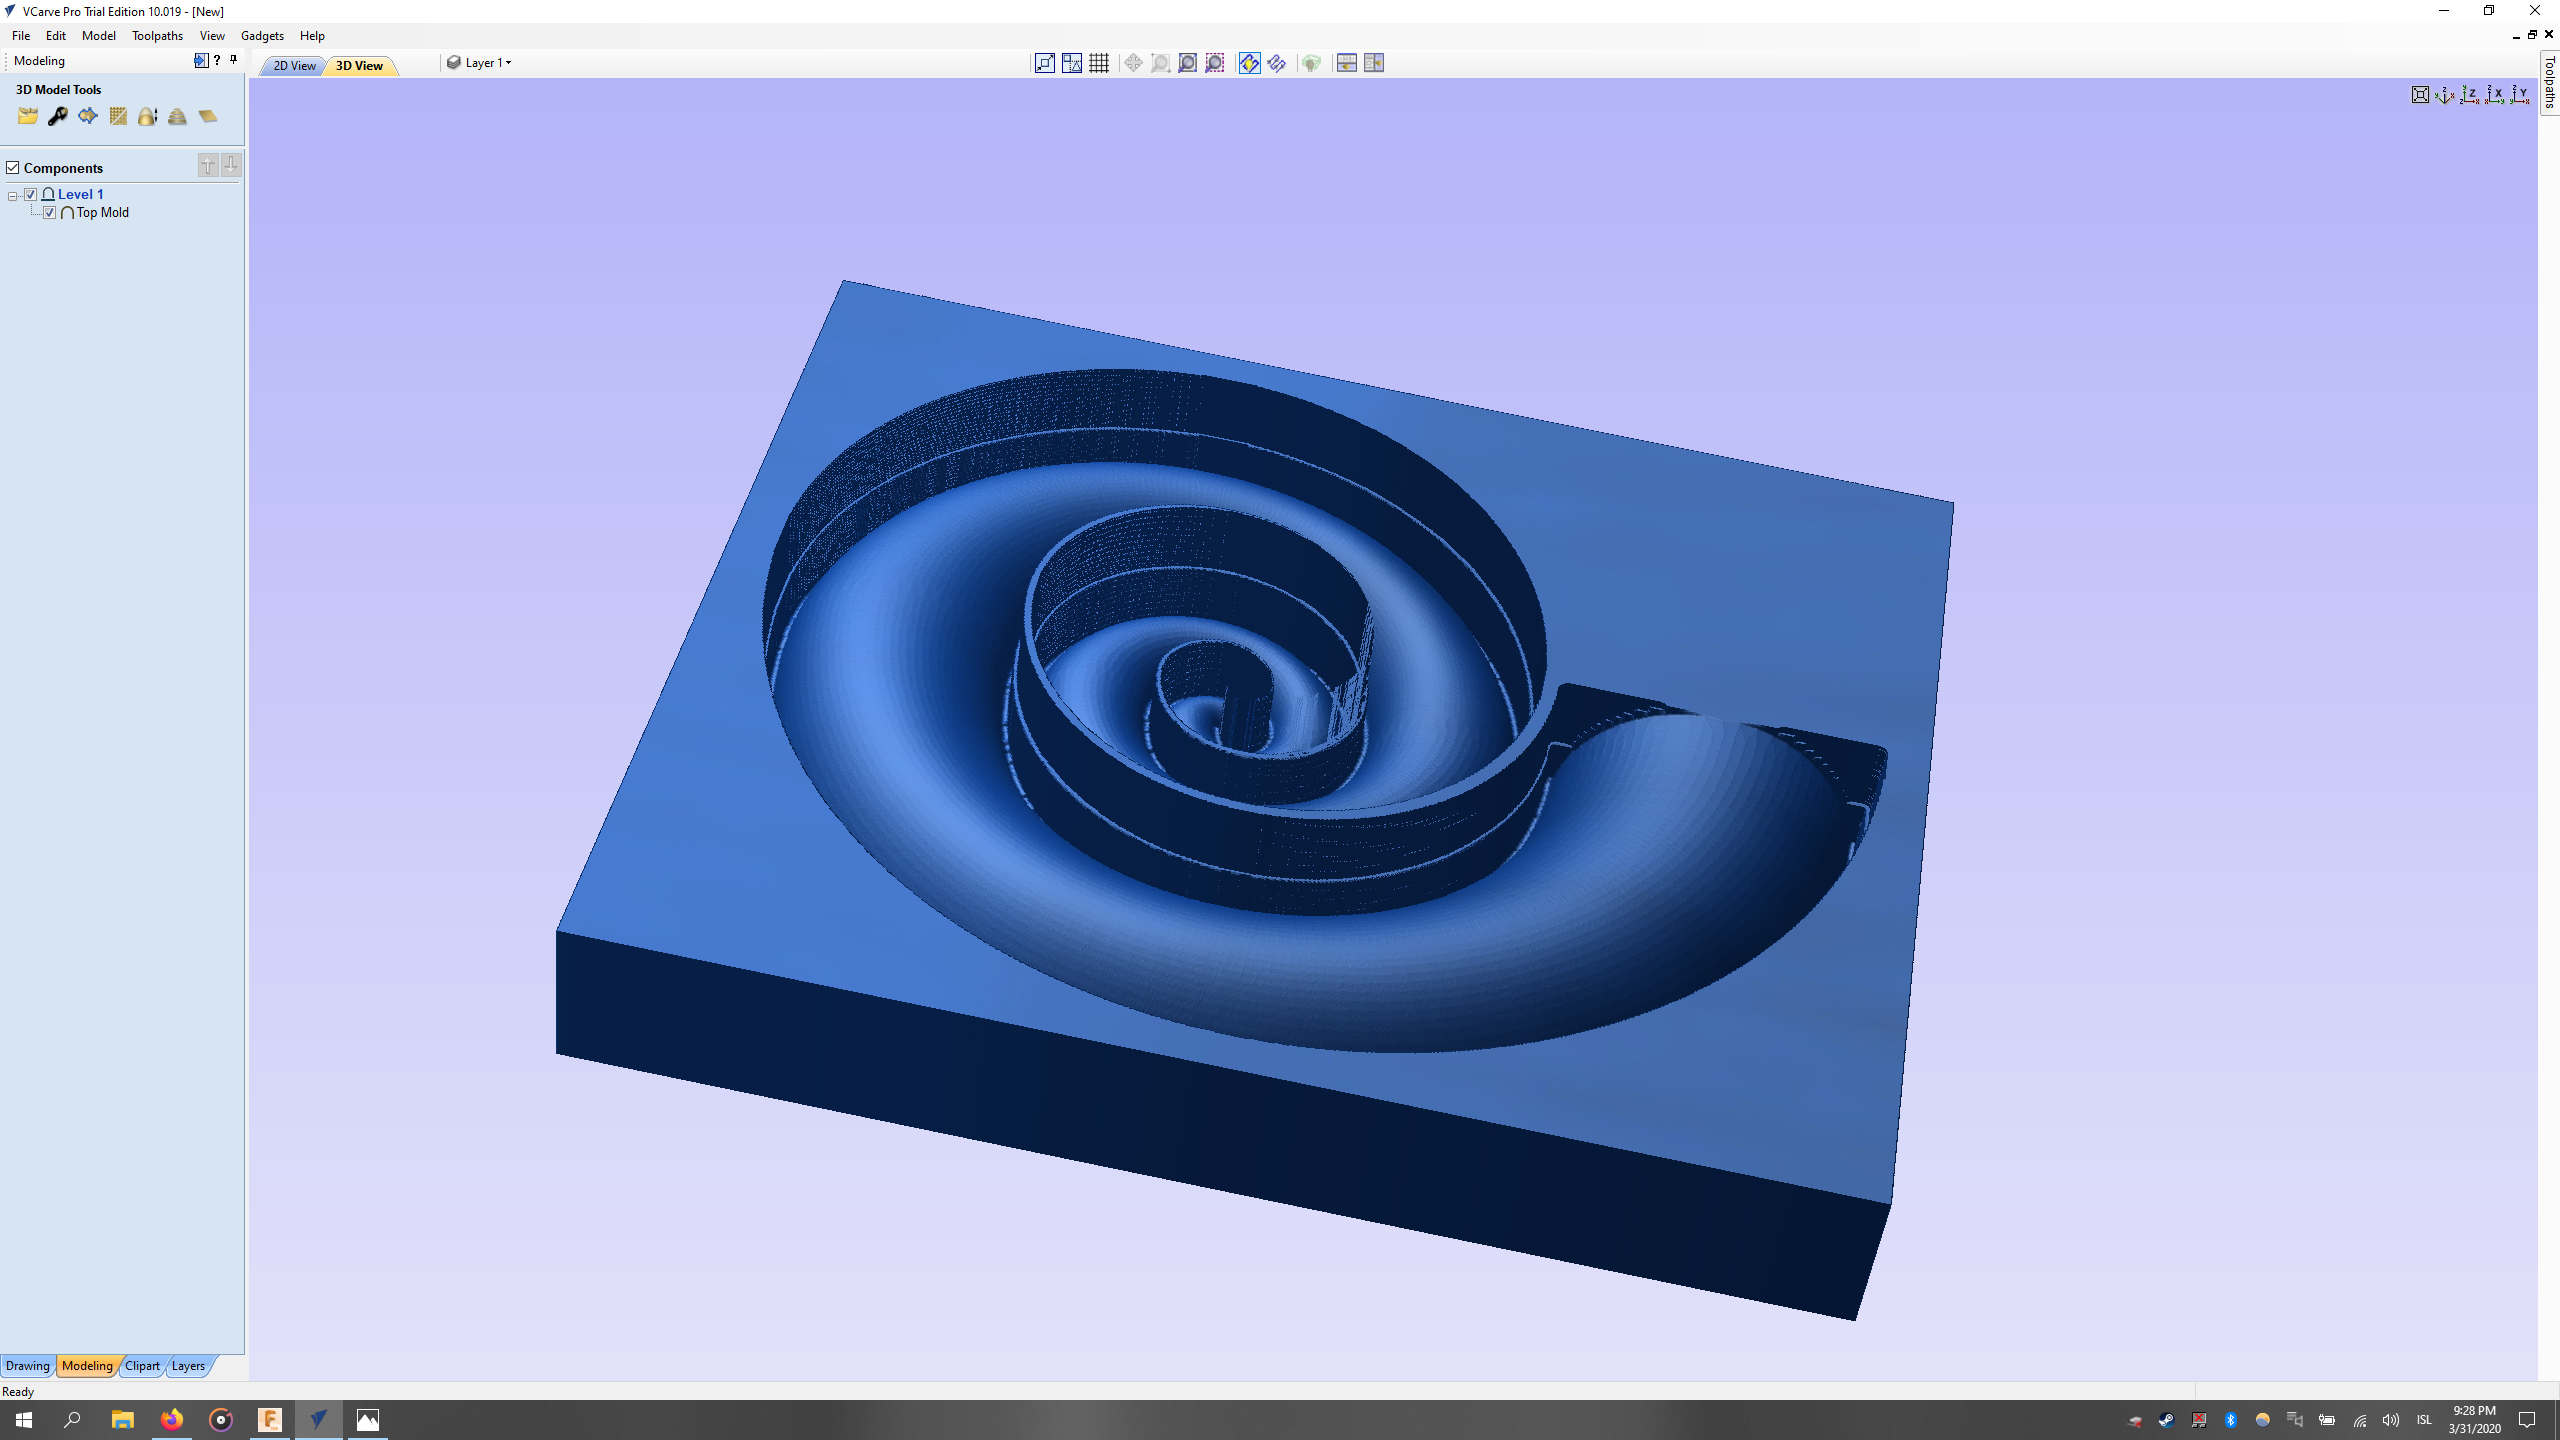 VCarve Pro Trial Edition 10.019 - [New]
File Edit Model Toolpaths View Gadgets Help
Modeling
2D View 3D View Layer 1
Toolpaths
3D Model Tools
Components
Level 1
Top Mold
Drawing Modeling Clipart Layers
Ready
ISL
9:28 PM
3/31/2020